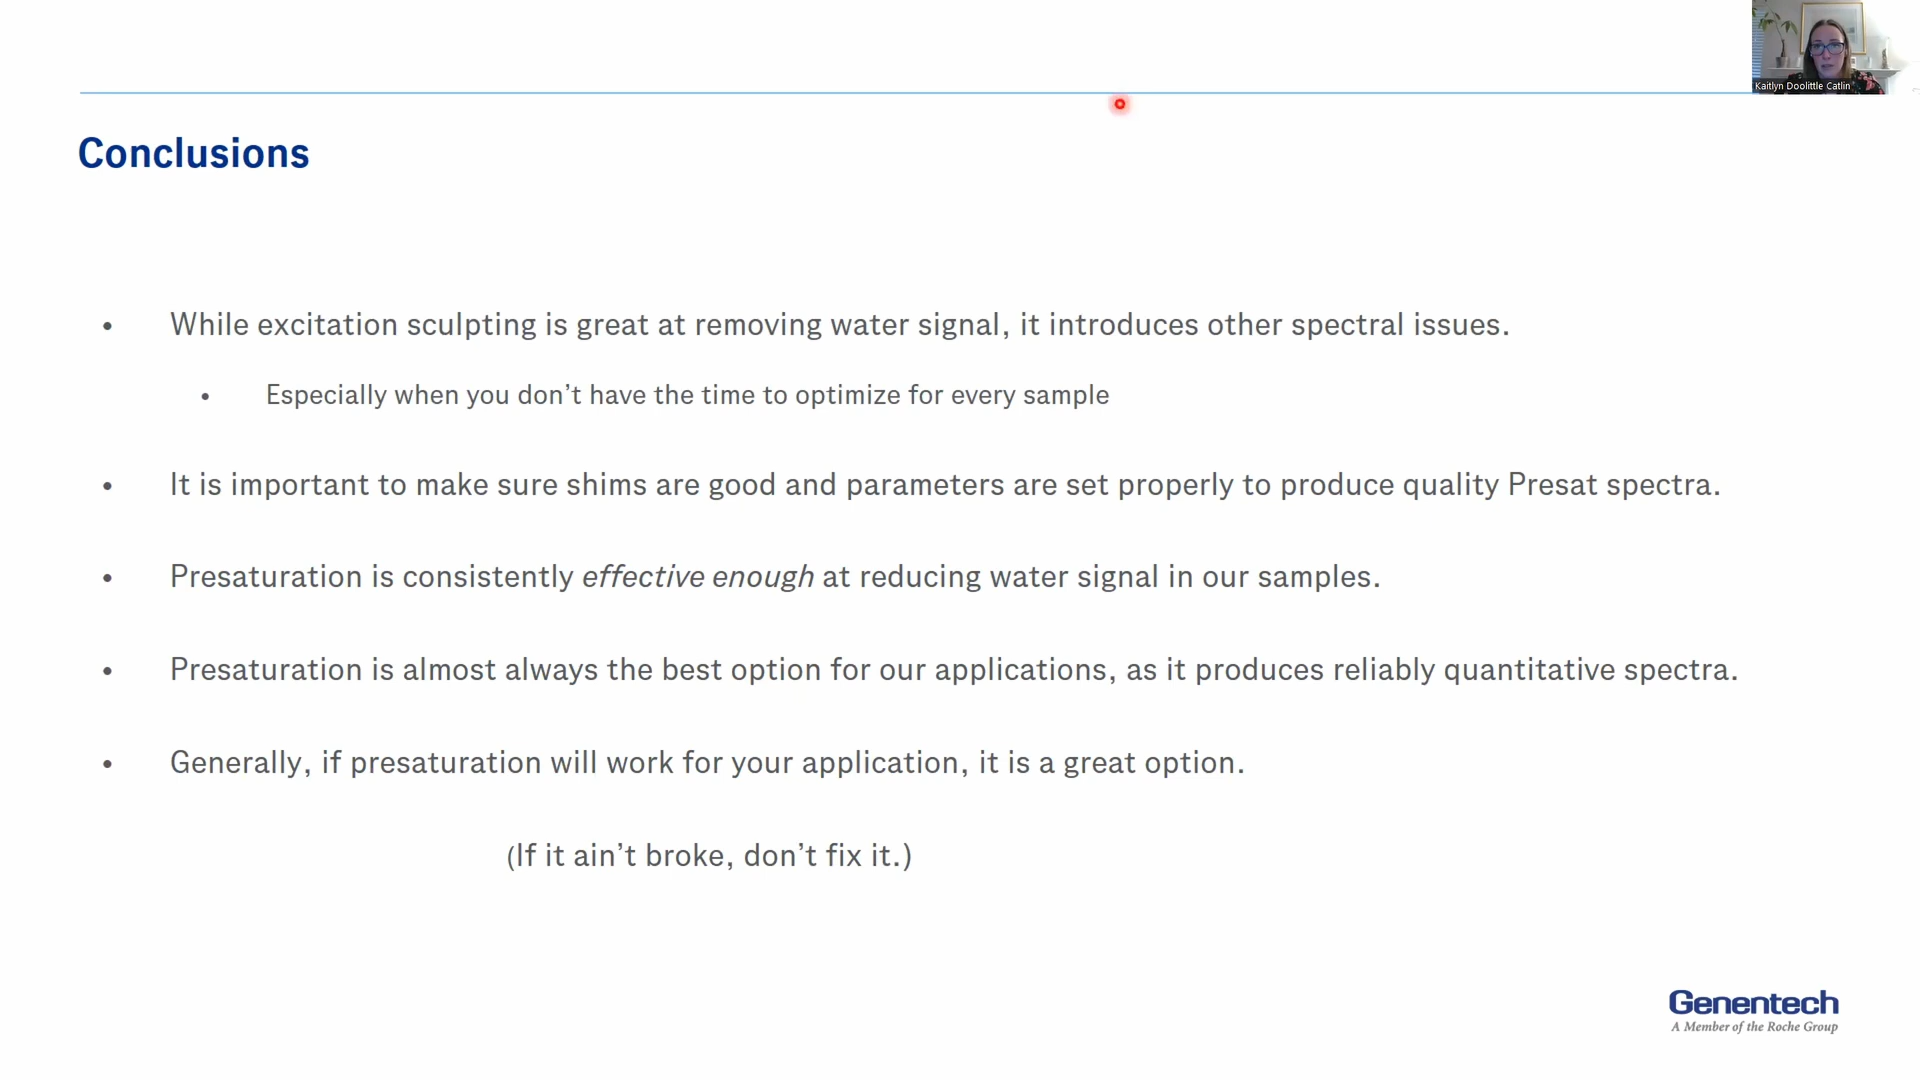 Kaitlyn Doolittle Catlin
Conclusions
• While excitation sculpting is great at removing water signal, it introduces other spectral issues.
• Especially when you don’t have the time to optimize for every sample
• It is important to make sure shims are good and parameters are set properly to produce quality Presat spectra.
• Presaturation is consistently effective enough at reducing water signal in our samples.
• Presaturation is almost always the best option for our applications, as it produces reliably quantitative spectra.
• Generally, if presaturation will work for your application, it is a great option.
(If it ain’t broke, don’t fix it.)
Genentech
A Member of the Roche Group